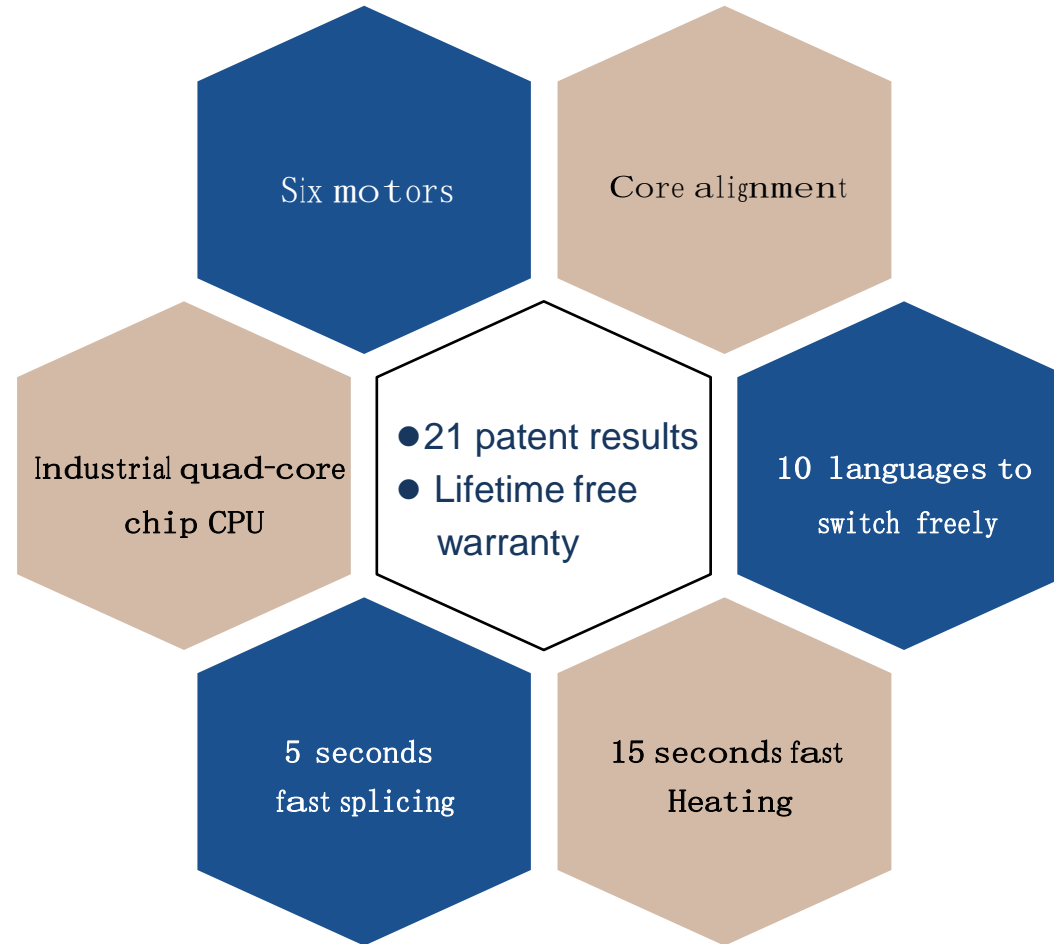 Six motors
Core alignment
Industrial quad-core
chip CPU
●21 patent results
● Lifetime free
warranty
10 languages to
switch freely
5 seconds
fast splicing
15 seconds fast
Heating